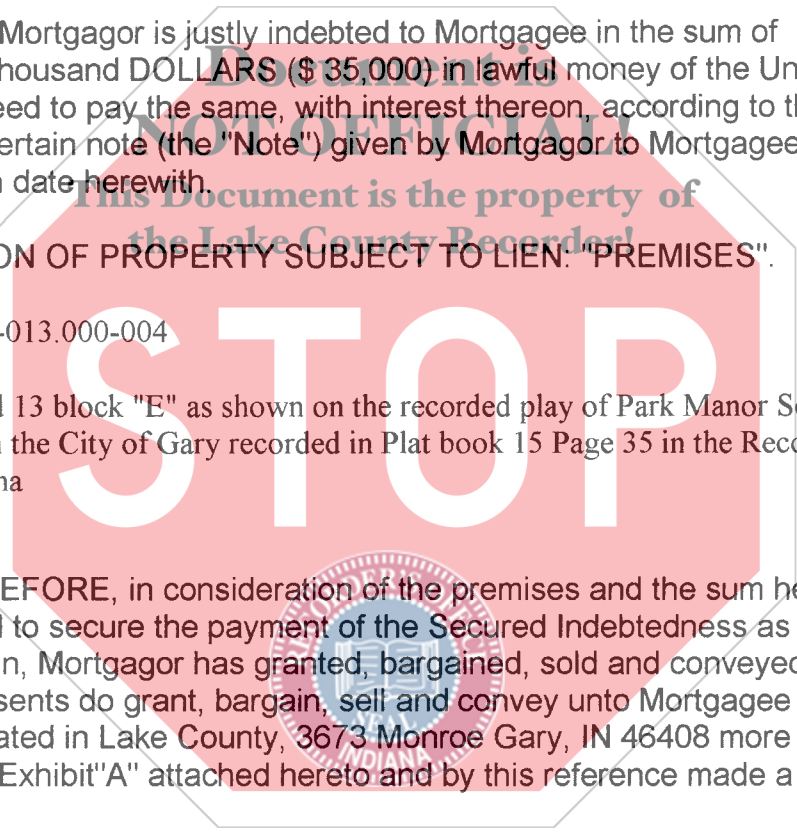 Mortgagor is justly indebted to Mortgagee in the sum of
housand DOLLARS ($ 35,000) in lawful money of the Un
eed to pay the same, with interest thereon, according to th
ertain note (the "Note") given by Mortgagor to Mortgagee
date herewith.
Document is
NOT OFFICIAL!
This Document is the property of
the Lake County Recorder!
ON OF PROPERTY SUBJECT TO LIEN: "PREMISES".
-013.000-004
13 block "E" as shown on the recorded play of Park Manor S
the City of Gary recorded in Plat book 15 Page 35 in the Reco
na
STOP
EFORE, in consideration of the premises and the sum he
to secure the payment of the Secured Indebtedness as
n, Mortgagor has granted, bargained, sold and conveyed
sents do grant, bargain, sell and convey unto Mortgagee
ated in Lake County, 3673 Monroe Gary, IN 46408 more
Exhibit"A" attached hereto and by this reference made a
SEAL
INDIANA